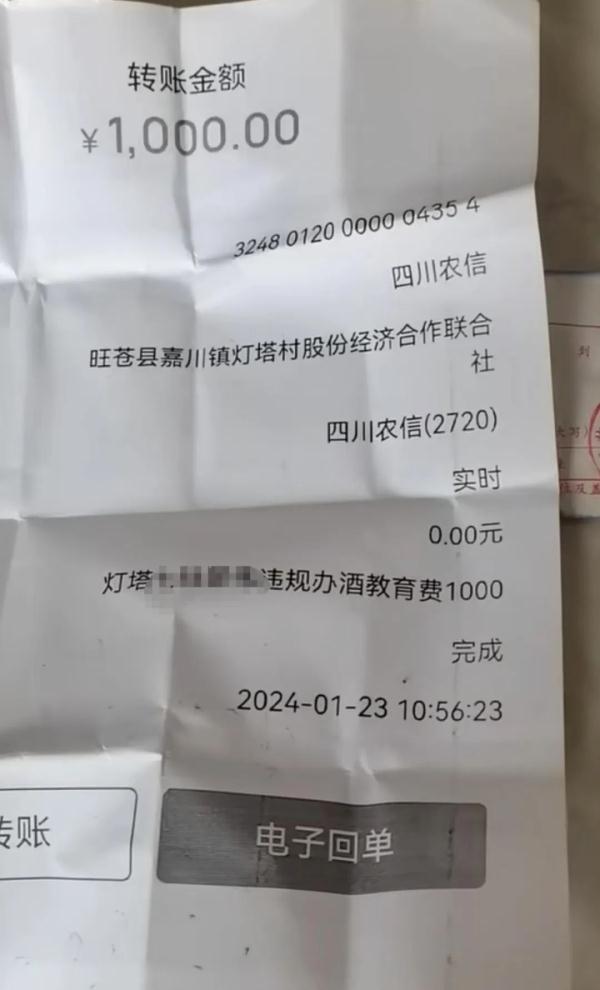 转账金额
¥1,000.00
3248 0120 0000 0435 4
四川农信
旺苍县嘉川镇灯塔村股份经济合作联合
社
四川农信(2720)
实时
0.00元
灯塔 违规办酒教育费1000
完成
2024-01-23 10:56:23
转账
电子回单
到